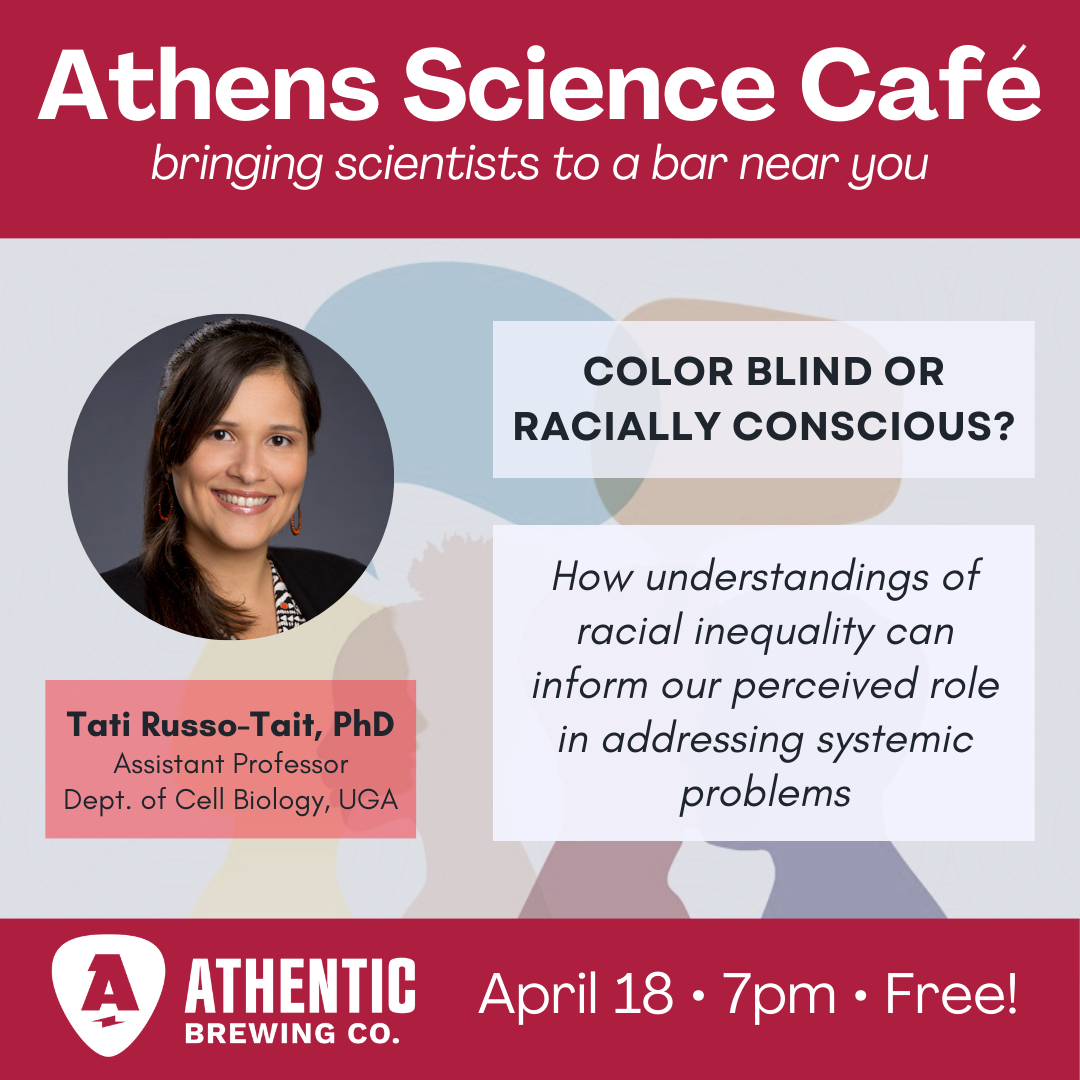 Athens Science Café
bringing scientists to a bar near you
COLOR BLIND OR
RACIALLY CONSCIOUS?
How understandings of
racial inequality can
inform our perceived role
in addressing systemic
problems
Tati Russo-Tait, PhD
Assistant Professor
Dept. of Cell Biology, UGA
A
ATHENTIC
BREWING CO.
April 18 • 7pm • Free!